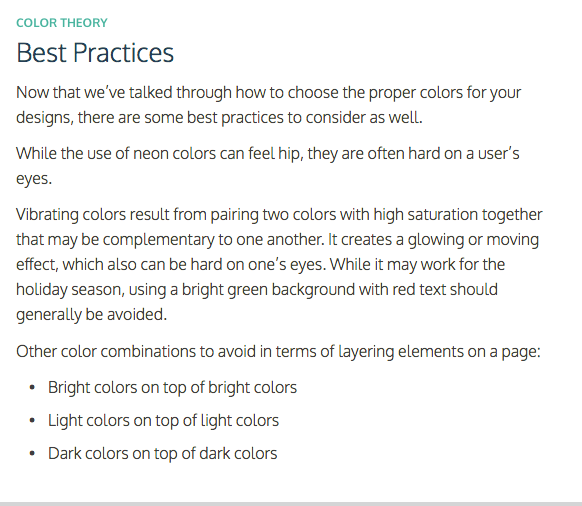 COLOR THEORY
Best Practices
Now that we've talked through how to choose the proper colors for your
designs, there are some best practices to consider as well.
While the use of neon colors can feel hip, they are often hard on a user's
eyes.
Vibrating colors result from pairing two colors with high saturation together
that may be complementary to one another. It creates a glowing or moving
effect, which also can be hard on one's eyes. While it may work for the
holiday season, using a bright green background with red text should
generally be avoided.
Other color combinations to avoid in terms of layering elements on a page:
• Bright colors on top of bright colors
• Light colors on top of light colors
• Dark colors on top of dark colors